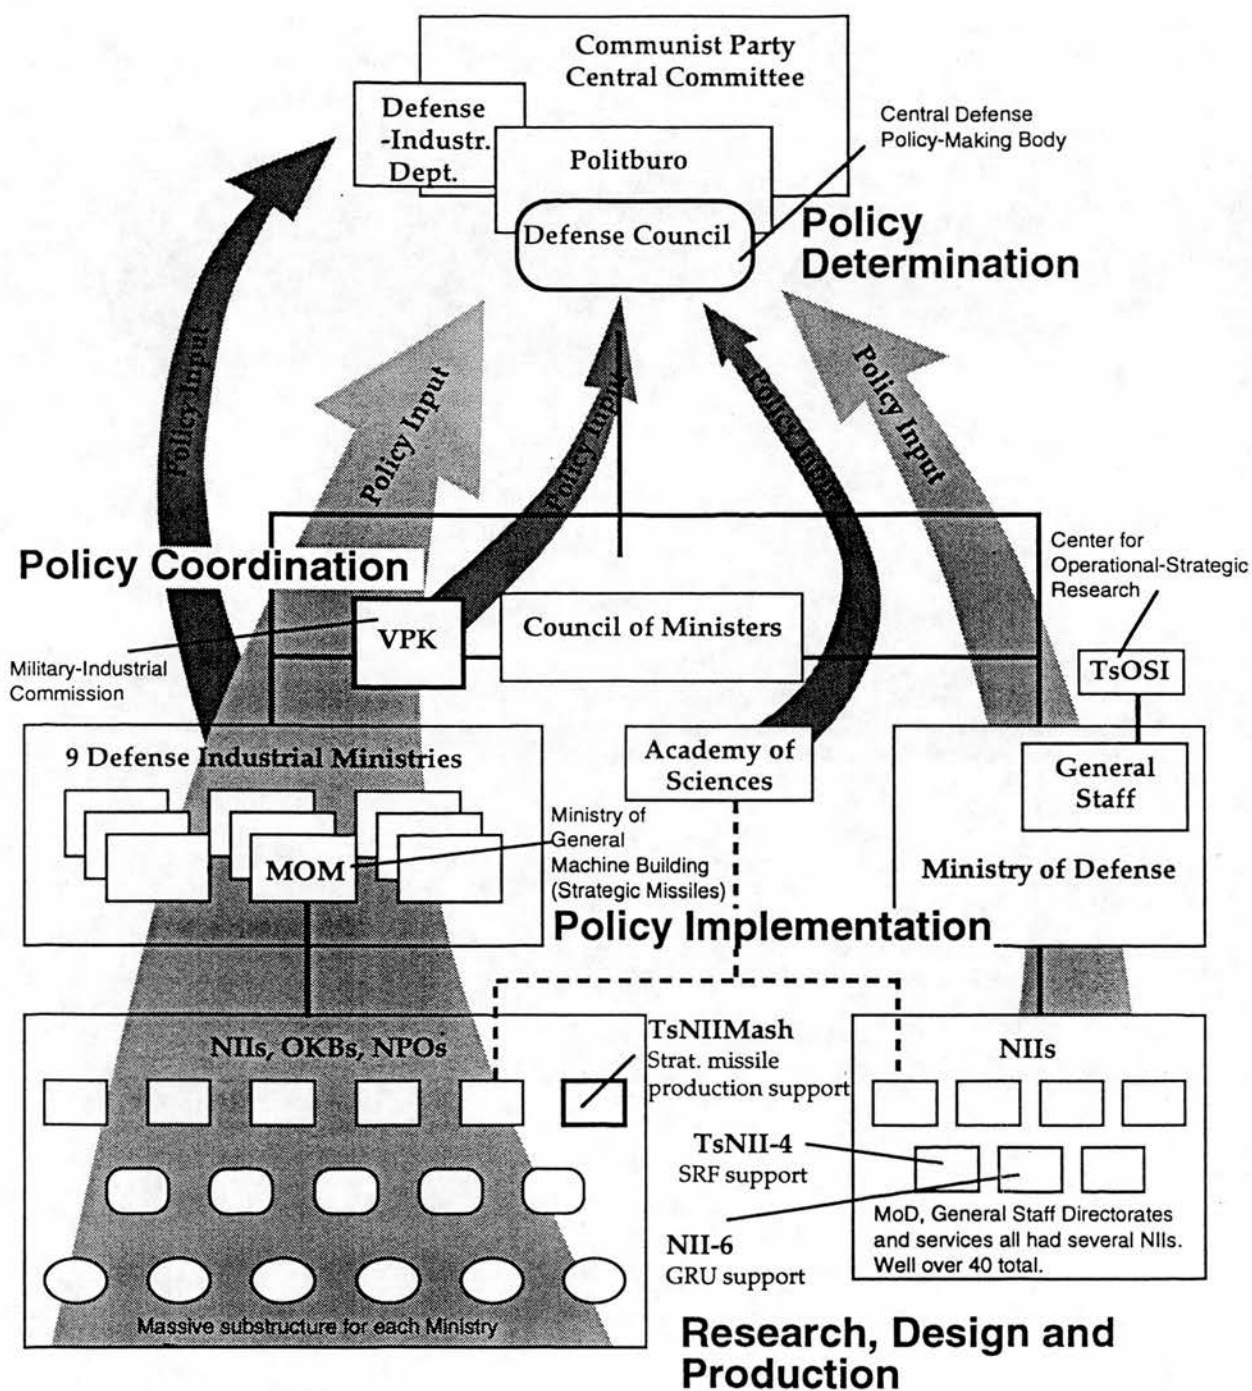 Communist Party
Central Committee
Defense
-Industr.
Dept.
Politburo
Defense Council
Central Defense
Policy-Making Body
Policy
Determination
Policy Input
Policy Input
Policy Input
Policy Input
Policy Input
Policy Coordination
Center for
Operational-Strategic
Research
VPK
Council of Ministers
Military-Industrial
Commission
TsOSI
9 Defense Industrial Ministries
Academy of
Sciences
General
Staff
MOM
Ministry of
General
Machine Building
(Strategic Missiles)
Ministry of Defense
Policy Implementation
NIIs, OKBs, NPOs
TsNIIMash
Strat. missile
production support
NIIs
TsNII-4
SRF support
NII-6
GRU support
MoD, General Staff Directorates
and services all had several NIIs.
Well over 40 total.
Massive substructure for each Ministry
Research, Design and
Production